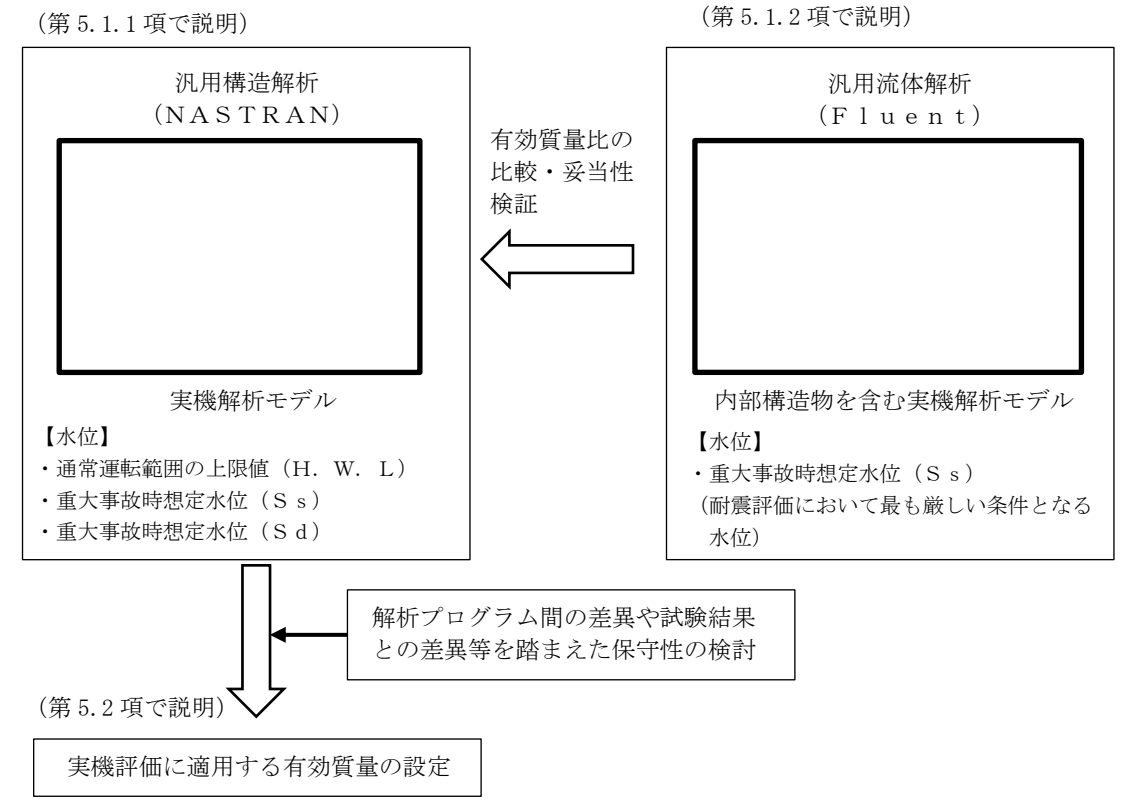 （第 5.1.1 項で説明）
汎用構造解析
（ＮＡＳＴＲＡＮ）
実機解析モデル
【水位】
・通常運転範囲の上限値（Ｈ．Ｗ．Ｌ）
・重大事故時想定水位（Ｓｓ）
・重大事故時想定水位（Ｓｄ）
有効質量比の
比較・妥当性
検証
（第 5.1.2 項で説明）
汎用流体解析
（Ｆｌｕｅｎｔ）
内部構造物を含む実機解析モデル
【水位】
・重大事故時想定水位（Ｓｓ）
（耐震評価において最も厳しい条件となる
水位）
解析プログラム間の差異や試験結果
との差異等を踏まえた保守性の検討
（第 5.2 項で説明）
実機評価に適用する有効質量の設定